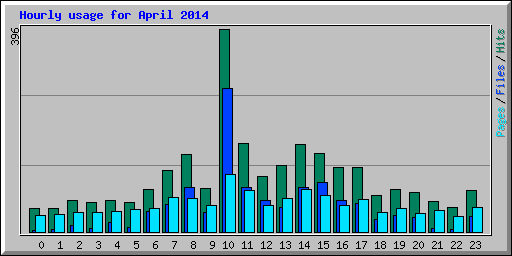 Hourly usage for April 2014
396
Pages/Files/Hits
0 1 2 3 4 5 6 7 8 9 10 11 12 13 14 15 16 17 18 19 20 21 22 23